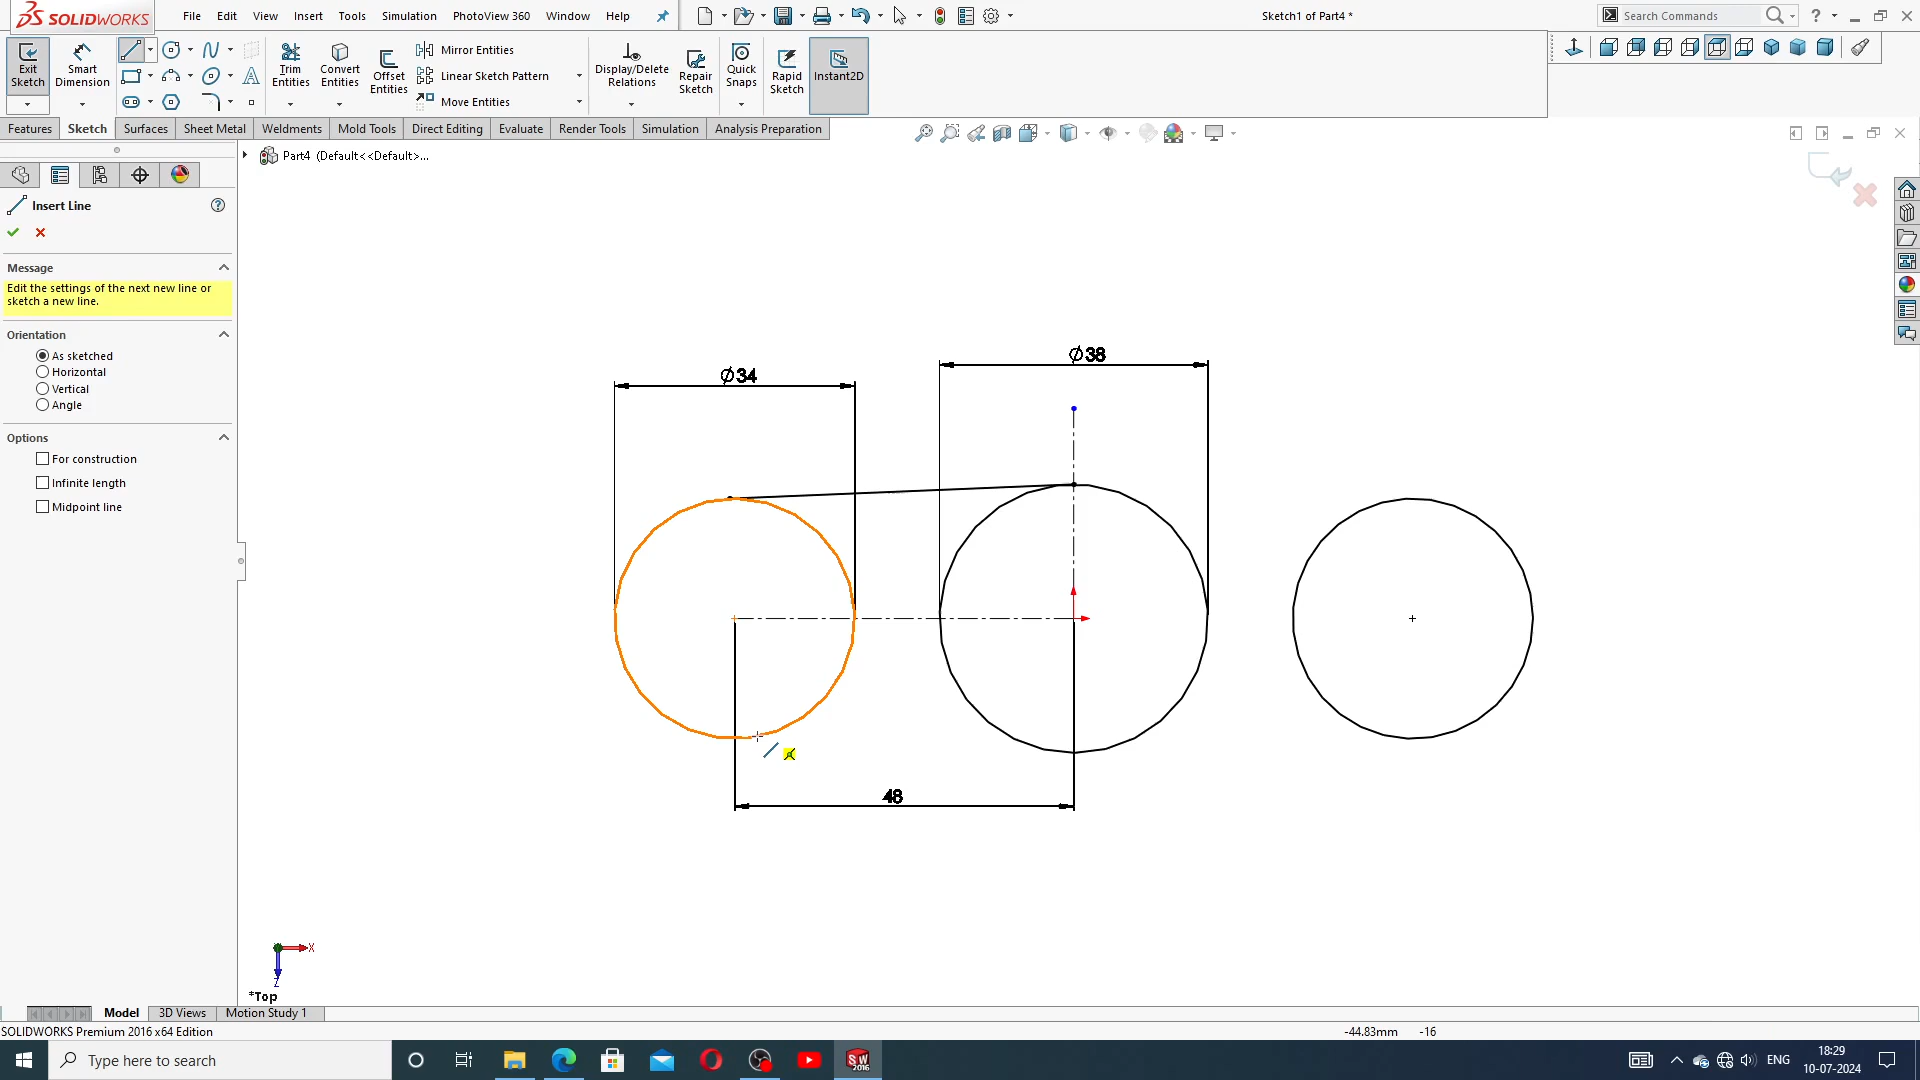 SOLIDWORKS File Edit View Insert Tools Simulation PhotoView 360 Window Help Sketch1 of Part4 * Search Commands
Exit Sketch
Smart Dimension
Trim Entities
Convert Entities
Offset Entities
Mirror Entities
Linear Sketch Pattern
Move Entities
Display/Delete Relations
Repair Sketch
Quick Snaps
Rapid Sketch
Instant2D
Features Sketch Surfaces Sheet Metal Weldments Mold Tools Direct Editing Evaluate Render Tools Simulation Analysis Preparation
Part4 (Default<<Default>...
Insert Line
Message
Edit the settings of the next new line or
sketch a new line.
Orientation
As sketched
Horizontal
Vertical
Angle
Options
For construction
Infinite length
Midpoint line
Ø38
Ø34
48
X
Z
*Top
Model 3D Views Motion Study 1
SOLIDWORKS Premium 2016 x64 Edition -44.83mm -16
Type here to search
SW
2016
ENG
18:29
10-07-2024